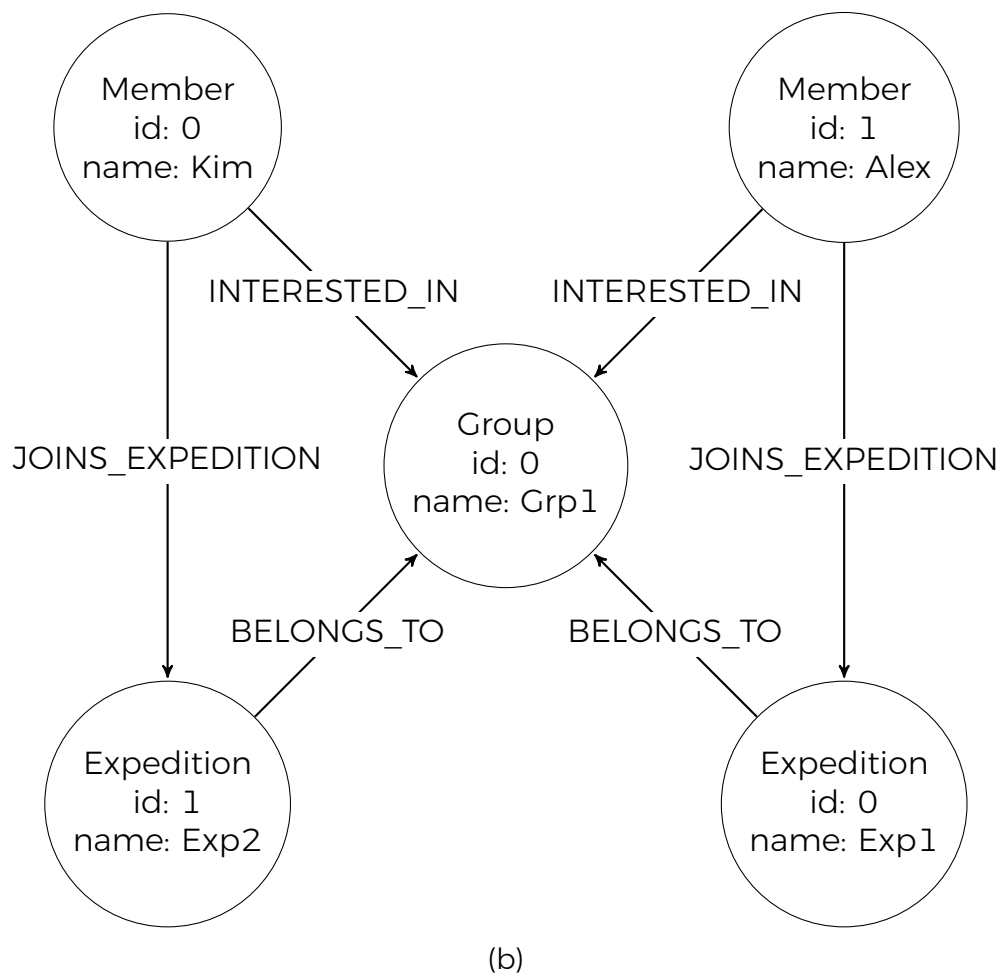 Member
id: 0
name: Kim
Member
id: 1
name: Alex
INTERESTED_IN
INTERESTED_IN
Group
id: 0
name: Grp1
JOINS_EXPEDITION
JOINS_EXPEDITION
BELONGS_TO
BELONGS_TO
Expedition
id: 1
name: Exp2
Expedition
id: 0
name: Exp1
(b)